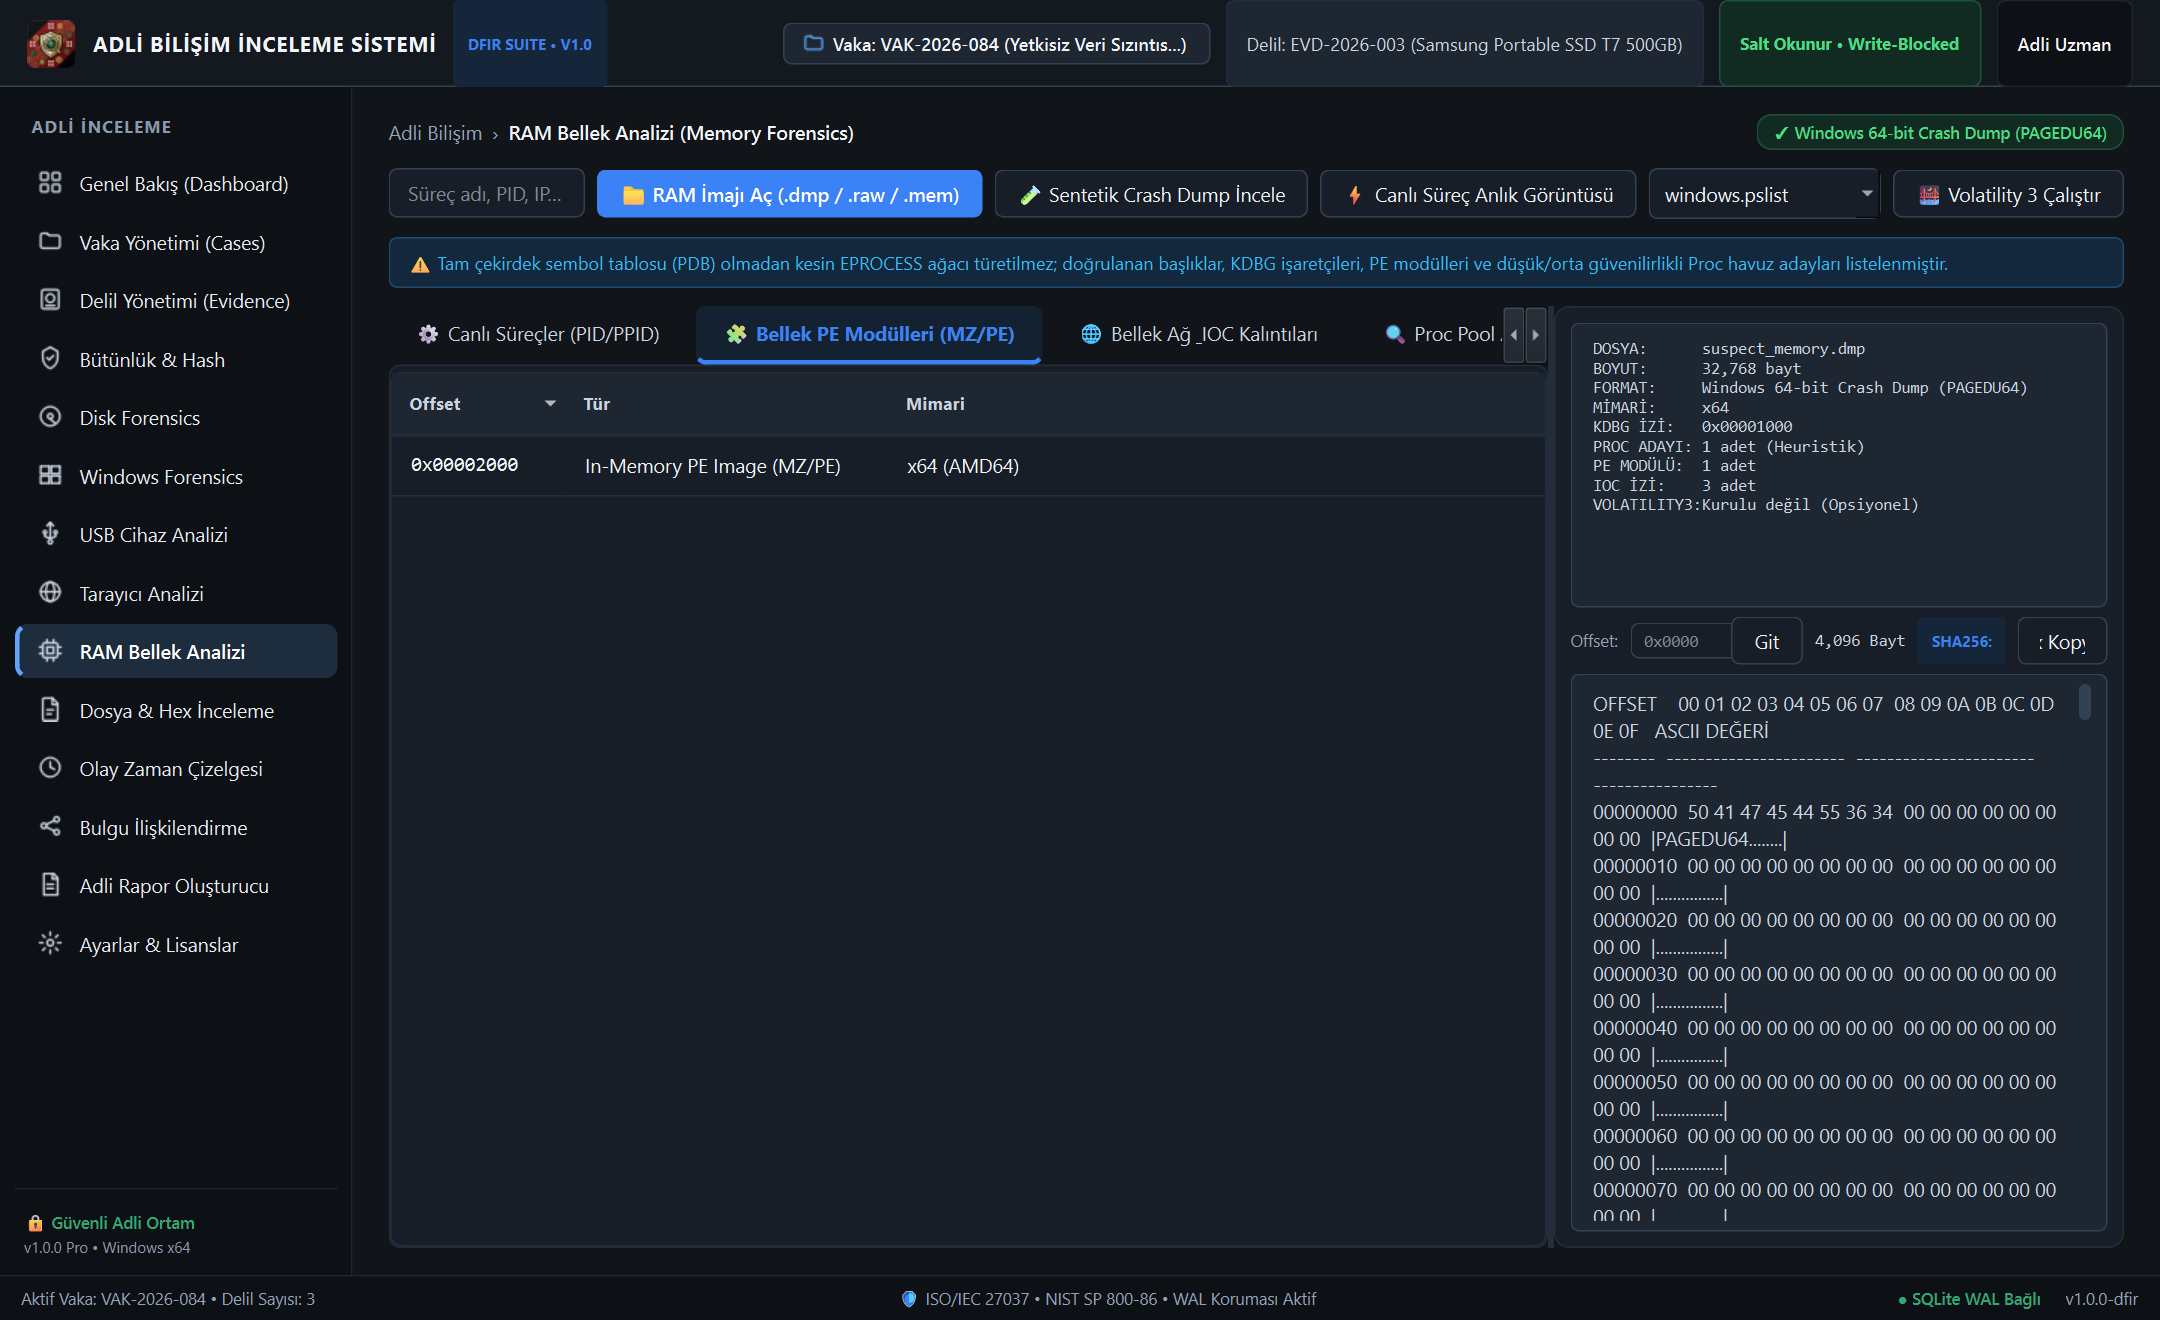 ADLİ BİLİŞİM İNCELEME SİSTEMİ
DFIR SUITE • V1.0
Vaka: VAK-2026-084 (Yetkisiz Veri Sızıntıs...)
Delil: EVD-2026-003 (Samsung Portable SSD T7 500GB)
Salt Okunur • Write-Blocked
Adli Uzman
ADLİ İNCELEME
Genel Bakış (Dashboard)
Vaka Yönetimi (Cases)
Delil Yönetimi (Evidence)
Bütünlük & Hash
Disk Forensics
Windows Forensics
USB Cihaz Analizi
Tarayıcı Analizi
RAM Bellek Analizi
Dosya & Hex İnceleme
Olay Zaman Çizelgesi
Bulgu İlişkilendirme
Adli Rapor Oluşturucu
Ayarlar & Lisanslar
Güvenli Adli Ortam
v1.0.0 Pro • Windows x64
Adli Bilişim › RAM Bellek Analizi (Memory Forensics)
✓ Windows 64-bit Crash Dump (PAGEDU64)
Süreç adı, PID, IP...
RAM İmajı Aç (.dmp / .raw / .mem)
Sentetik Crash Dump İncele
Canlı Süreç Anlık Görüntüsü
windows.pslist
Volatility 3 Çalıştır
Tam çekirdek sembol tablosu (PDB) olmadan kesin EPROCESS ağacı türetilmez; doğrulanan başlıklar, KDBG işaretçileri, PE modülleri ve düşük/orta güvenilirlikli Proc havuz adayları listelenmiştir.
Canlı Süreçler (PID/PPID)
Bellek PE Modülleri (MZ/PE)
Bellek Ağ _IOC Kalıntıları
Proc Pool
Offset Tür Mimari
0x00002000 In-Memory PE Image (MZ/PE) x64 (AMD64)
DOSYA: suspect_memory.dmp
BOYUT: 32,768 bayt
FORMAT: Windows 64-bit Crash Dump (PAGEDU64)
MİMARİ: x64
KDBG İZİ: 0x00001000
PROC ADAYI: 1 adet (Heuristik)
PE MODÜLÜ: 1 adet
IOC İZİ: 3 adet
VOLATILITY3:Kurulu değil (Opsiyonel)
Offset: 0x0000 Git 4,096 Bayt SHA256: Kopy
OFFSET 00 01 02 03 04 05 06 07 08 09 0A 0B 0C 0D
0E 0F ASCII DEĞERİ
-------- ----------------------- -----------------------
----------------
00000000 50 41 47 45 44 55 36 34 00 00 00 00 00 00
00 00 |PAGEDU64........|
00000010 00 00 00 00 00 00 00 00 00 00 00 00 00 00
00 00 |................|
00000020 00 00 00 00 00 00 00 00 00 00 00 00 00 00
00 00 |................|
00000030 00 00 00 00 00 00 00 00 00 00 00 00 00 00
00 00 |................|
00000040 00 00 00 00 00 00 00 00 00 00 00 00 00 00
00 00 |................|
00000050 00 00 00 00 00 00 00 00 00 00 00 00 00 00
00 00 |................|
00000060 00 00 00 00 00 00 00 00 00 00 00 00 00 00
00 00 |................|
00000070 00 00 00 00 00 00 00 00 00 00 00 00 00 00
00 00 |
Aktif Vaka: VAK-2026-084 • Delil Sayısı: 3
ISO/IEC 27037 • NIST SP 800-86 • WAL Koruması Aktif
● SQLite WAL Bağlı
v1.0.0-dfir